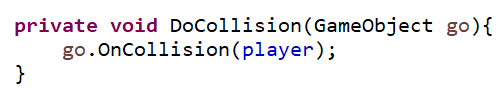 private void DoCollision(GameObject go){
    go.OnCollision(player);
}